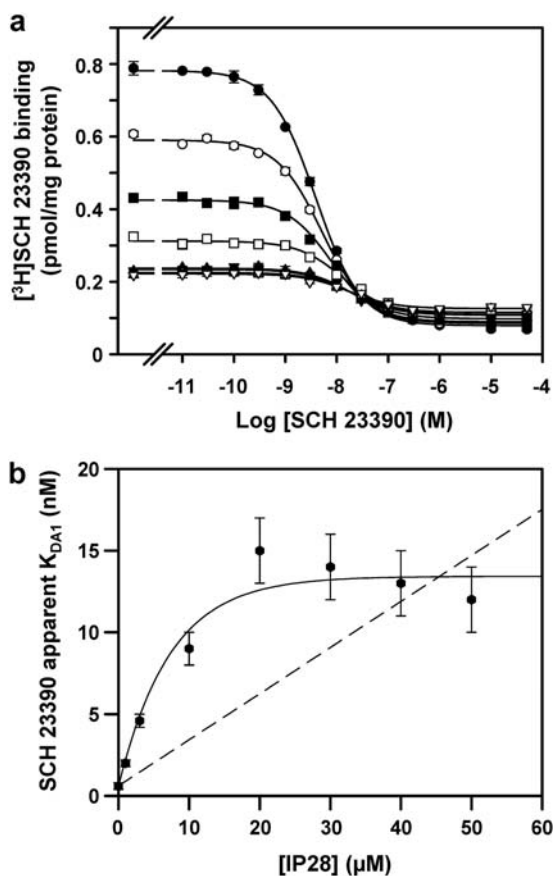 a
[³H]SCH 23390 binding
(pmol/mg protein)
0.8
0.6
0.4
0.2
0
-11 -10 -9 -8 -7 -6 -5 -4
Log [SCH 23390] (M)
b
SCH 23390 apparent K_DA1 (nM)
20
15
10
5
0
0 10 20 30 40 50 60
[IP28] (µM)